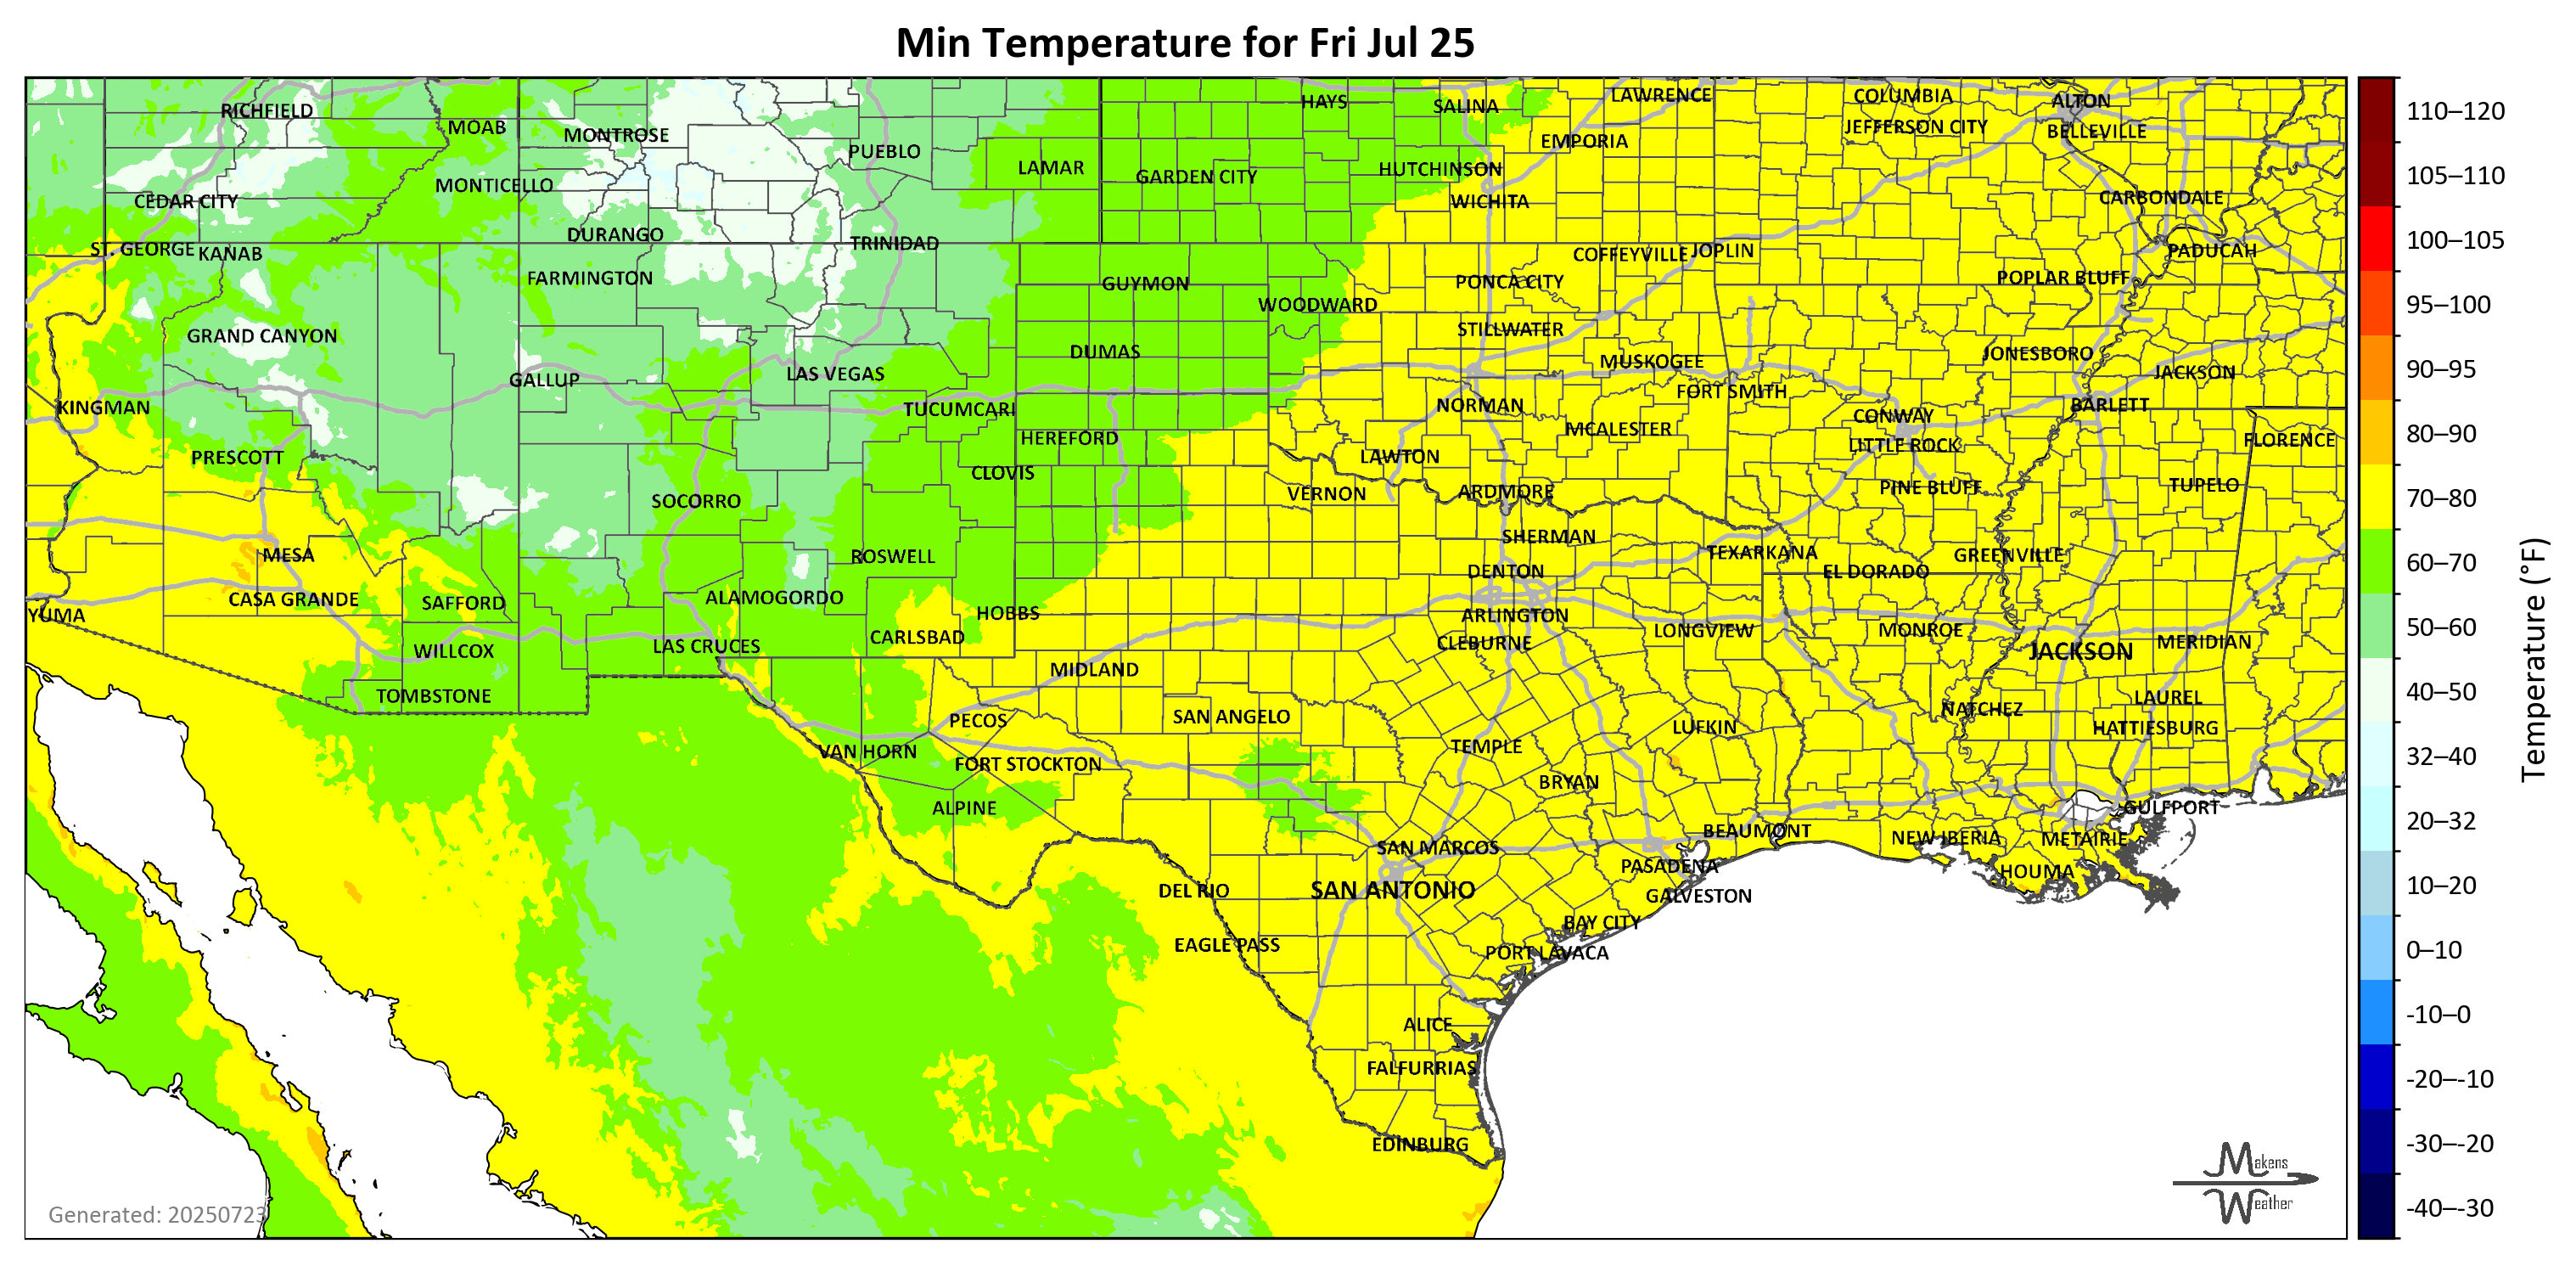 Min Temperature for Fri Jul 25
RICHFIELD
MOAB
MONTROSE
PUEBLO
LAMAR
HAYS
SALINA
LAWRENCE
EMPORIA
COLUMBIA
JEFFERSON CITY
ALTON
BELLEVILLE
MONTICELLO
CEDAR CITY
GARDEN CITY
HUTCHINSON
WICHITA
CARBONDALE
ST. GEORGE
KANAB
DURANGO
TRINIDAD
COFFEYVILLE
JOPLIN
PADUCAH
FARMINGTON
GUYMON
PONCA CITY
POPLAR BLUFF
WOODWARD
GRAND CANYON
STILLWATER
DUMAS
MUSKOGEE
JONESBORO
JACKSON
GALLUP
LAS VEGAS
FORT SMITH
KINGMAN
TUCUMCARI
NORMAN
CONWAY
BARLETT
HEREFORD
MCALESTER
LITTLE ROCK
FLORENCE
PRESCOTT
CLOVIS
LAWTON
SOCORRO
VERNON
ARDMORE
PINE BLUFF
TUPELO
MESA
ROSWELL
SHERMAN
TEXARKANA
GREENVILLE
DENTON
EL DORADO
CASA GRANDE
SAFFORD
ALAMOGORDO
YUMA
HOBBS
ARLINGTON
CARLSBAD
CLEBURNE
LONGVIEW
MONROE
MERIDIAN
WILLCOX
LAS CRUCES
JACKSON
MIDLAND
TOMBSTONE
LAUREL
PECOS
SAN ANGELO
NATCHEZ
HATTIESBURG
LUFKIN
VAN HORN
TEMPLE
FORT STOCKTON
BRYAN
ALPINE
GULFPORT
BEAUMONT
NEW IBERIA
METAIRIE
SAN MARCOS
PASADENA
HOUMA
DEL RIO
SAN ANTONIO
GALVESTON
BAY CITY
EAGLE PASS
PORT LAVACA
ALICE
FALFURRIAS
EDINBURG
Generated: 20250723
Makens
Weather
110–120
105–110
100–105
95–100
90–95
80–90
70–80
60–70
50–60
40–50
32–40
20–32
10–20
0–10
-10–0
-20–-10
-30–-20
-40–-30
Temperature (°F)